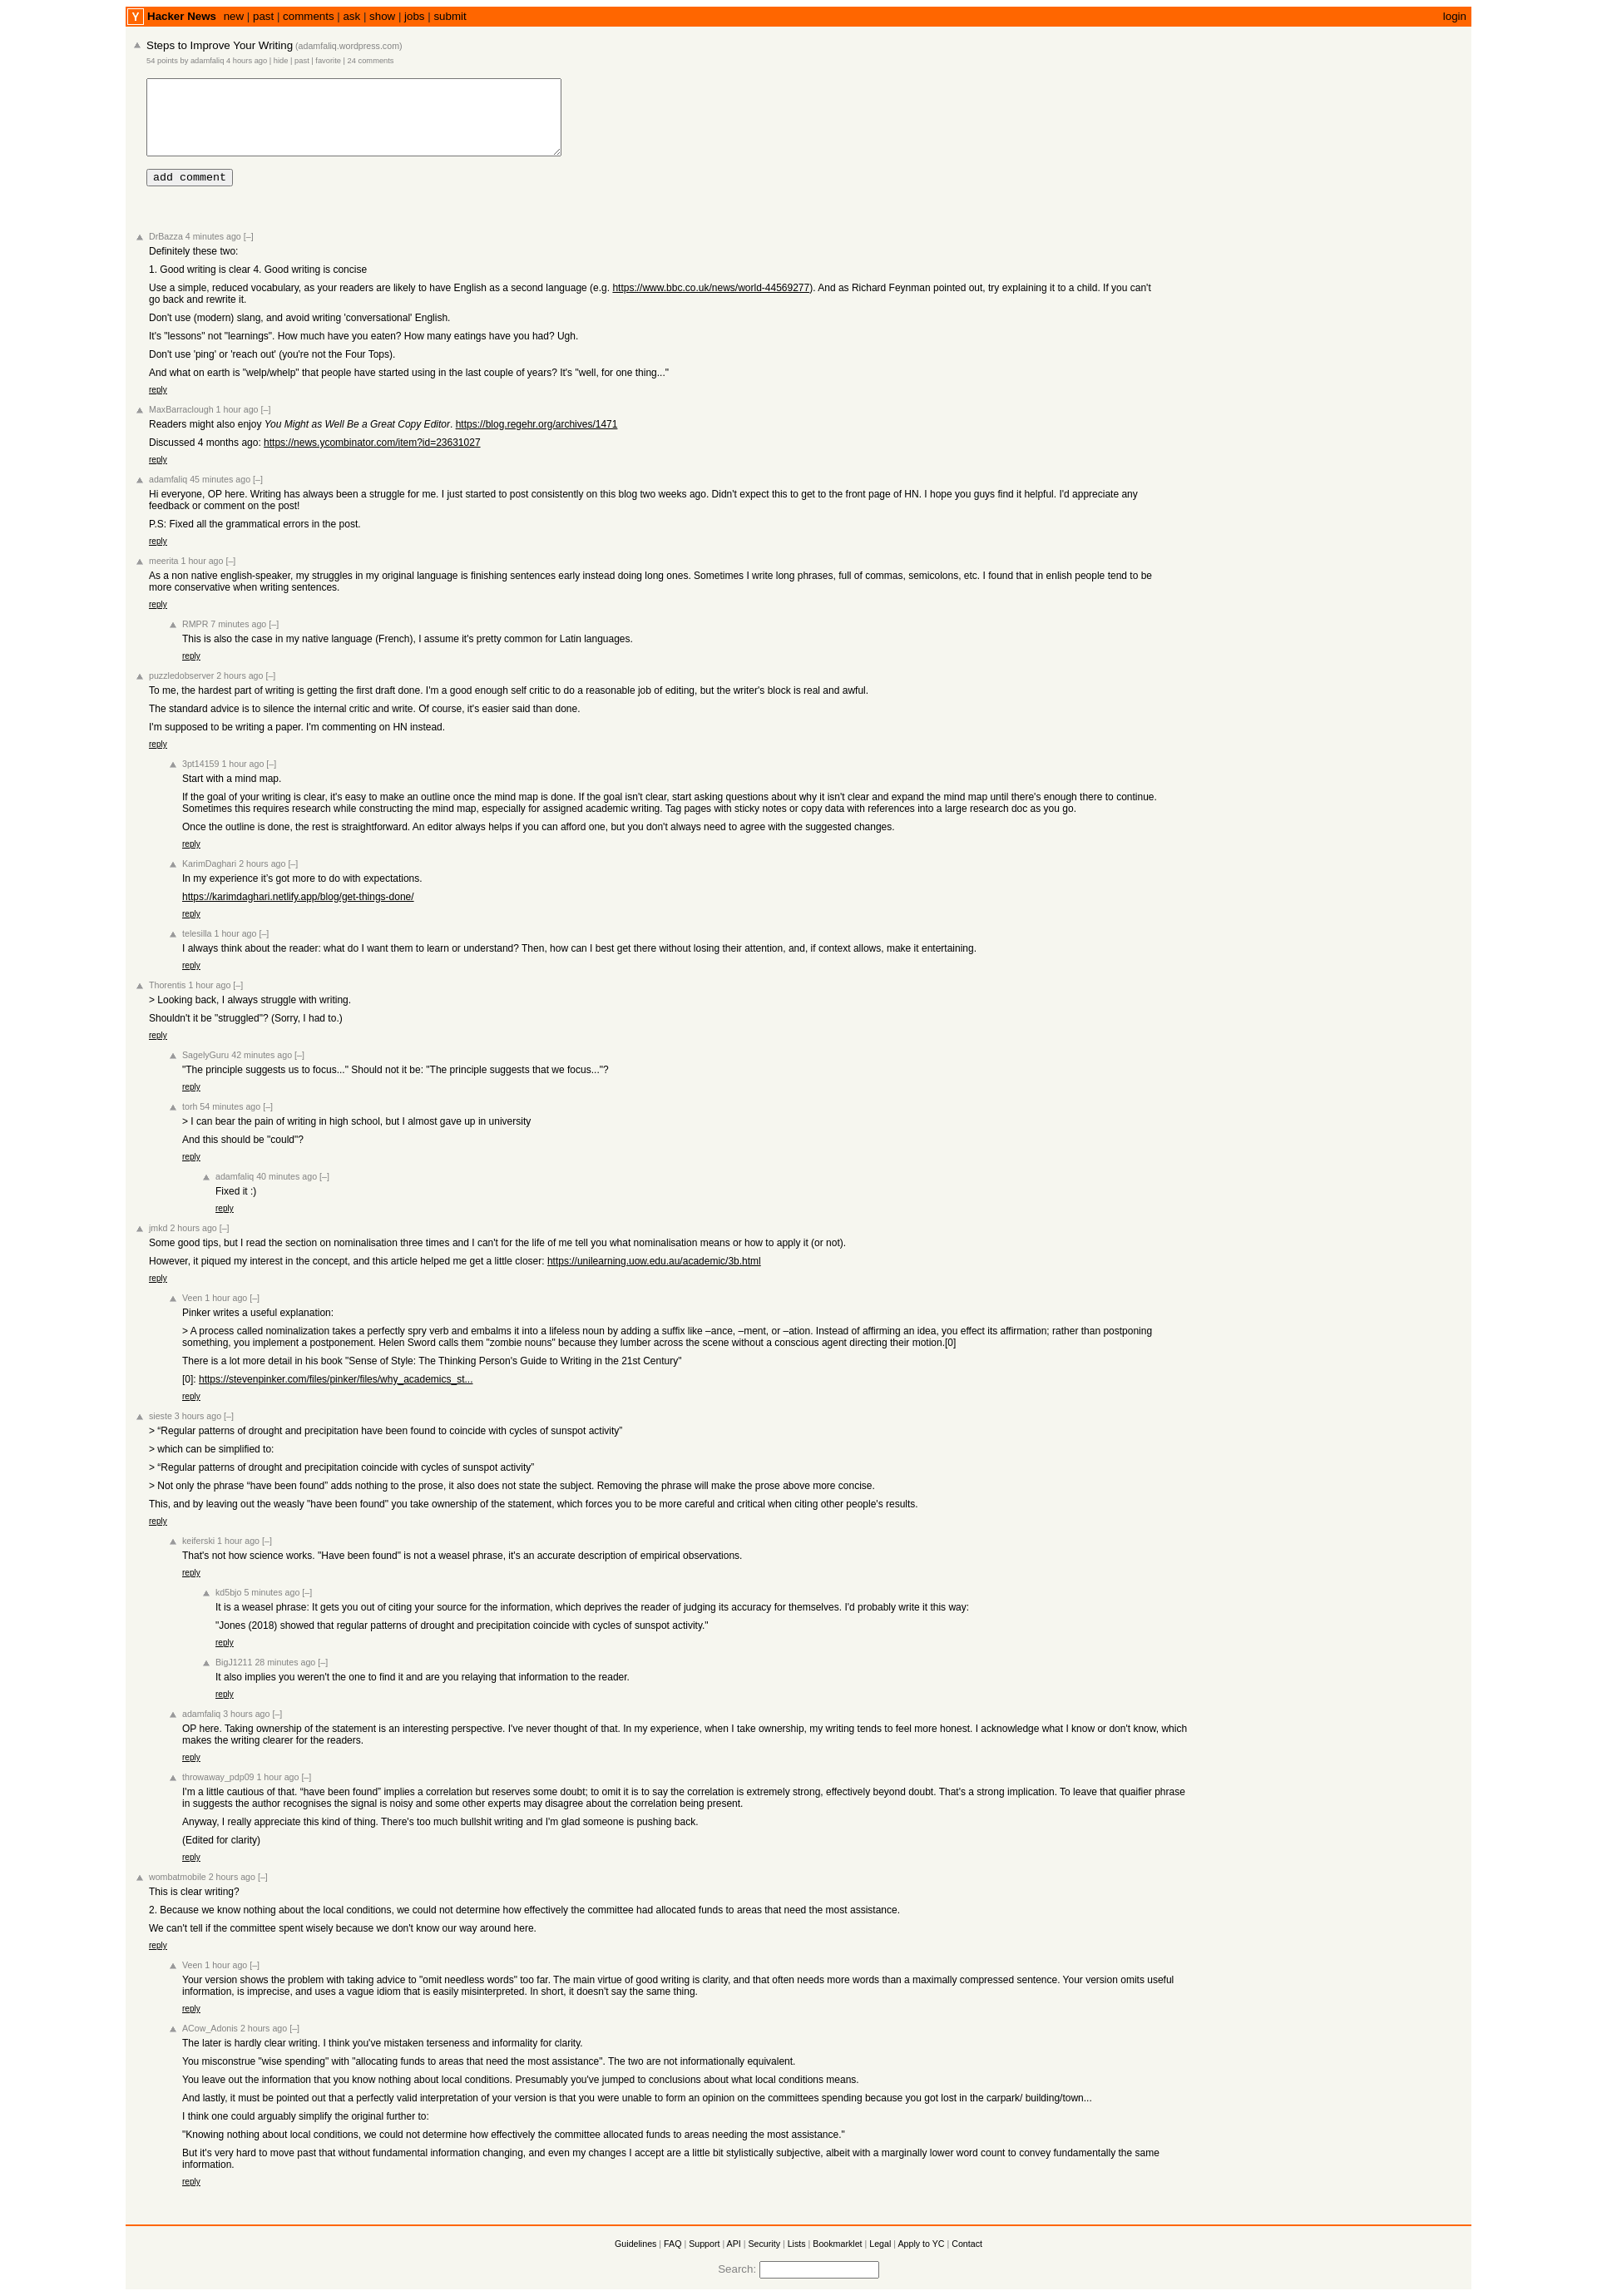 Y Hacker News new | past | comments | ask | show | jobs | submit login
Steps to Improve Your Writing (adamfaliq.wordpress.com)
54 points by adamfaliq 4 hours ago | hide | past | favorite | 24 comments
add comment
DrBazza 4 minutes ago [–]
Definitely these two:
1. Good writing is clear 4. Good writing is concise
Use a simple, reduced vocabulary, as your readers are likely to have English as a second language (e.g. https://www.bbc.co.uk/news/world-44569277). And as Richard Feynman pointed out, try explaining it to a child. If you can't
go back and rewrite it.
Don't use (modern) slang, and avoid writing 'conversational' English.
It's "lessons" not "learnings". How much have you eaten? How many eatings have you had? Ugh.
Don't use 'ping' or 'reach out' (you're not the Four Tops).
And what on earth is "welp/whelp" that people have started using in the last couple of years? It's "well, for one thing..."
reply
MaxBarraclough 1 hour ago [–]
Readers might also enjoy You Might as Well Be a Great Copy Editor. https://blog.regehr.org/archives/1471
Discussed 4 months ago: https://news.ycombinator.com/item?id=23631027
reply
adamfaliq 45 minutes ago [–]
Hi everyone, OP here. Writing has always been a struggle for me. I just started to post consistently on this blog two weeks ago. Didn't expect this to get to the front page of HN. I hope you guys find it helpful. I'd appreciate any
feedback or comment on the post!
P.S: Fixed all the grammatical errors in the post.
reply
meerita 1 hour ago [–]
As a non native english-speaker, my struggles in my original language is finishing sentences early instead doing long ones. Sometimes I write long phrases, full of commas, semicolons, etc. I found that in enlish people tend to be
more conservative when writing sentences.
reply
RMPR 7 minutes ago [–]
This is also the case in my native language (French), I assume it's pretty common for Latin languages.
reply
puzzledobserver 2 hours ago [–]
To me, the hardest part of writing is getting the first draft done. I'm a good enough self critic to do a reasonable job of editing, but the writer's block is real and awful.
The standard advice is to silence the internal critic and write. Of course, it's easier said than done.
I'm supposed to be writing a paper. I'm commenting on HN instead.
reply
3pt14159 1 hour ago [–]
Start with a mind map.
If the goal of your writing is clear, it's easy to make an outline once the mind map is done. If the goal isn't clear, start asking questions about why it isn't clear and expand the mind map until there's enough there to continue.
Sometimes this requires research while constructing the mind map, especially for assigned academic writing. Tag pages with sticky notes or copy data with references into a large research doc as you go.
Once the outline is done, the rest is straightforward. An editor always helps if you can afford one, but you don't always need to agree with the suggested changes.
reply
KarimDaghari 2 hours ago [–]
In my experience it's got more to do with expectations.
https://karimdaghari.netlify.app/blog/get-things-done/
reply
telesilla 1 hour ago [–]
I always think about the reader: what do I want them to learn or understand? Then, how can I best get there without losing their attention, and, if context allows, make it entertaining.
reply
Thorentis 1 hour ago [–]
> Looking back, I always struggle with writing.
Shouldn't it be "struggled"? (Sorry, I had to.)
reply
SagelyGuru 42 minutes ago [–]
"The principle suggests us to focus..." Should not it be: "The principle suggests that we focus..."?
reply
torh 54 minutes ago [–]
> I can bear the pain of writing in high school, but I almost gave up in university
And this should be "could"?
reply
adamfaliq 40 minutes ago [–]
Fixed it :)
reply
jmkd 2 hours ago [–]
Some good tips, but I read the section on nominalisation three times and I can't for the life of me tell you what nominalisation means or how to apply it (or not).
However, it piqued my interest in the concept, and this article helped me get a little closer: https://unilearning.uow.edu.au/academic/3b.html
reply
Veen 1 hour ago [–]
Pinker writes a useful explanation:
> A process called nominalization takes a perfectly spry verb and embalms it into a lifeless noun by adding a suffix like –ance, –ment, or –ation. Instead of affirming an idea, you effect its affirmation; rather than postponing
something, you implement a postponement. Helen Sword calls them "zombie nouns" because they lumber across the scene without a conscious agent directing their motion.[0]
There is a lot more detail in his book "Sense of Style: The Thinking Person's Guide to Writing in the 21st Century"
[0]: https://stevenpinker.com/files/pinker/files/why_academics_st...
reply
sieste 3 hours ago [–]
> “Regular patterns of drought and precipitation have been found to coincide with cycles of sunspot activity”
> which can be simplified to:
> “Regular patterns of drought and precipitation coincide with cycles of sunspot activity”
> Not only the phrase “have been found” adds nothing to the prose, it also does not state the subject. Removing the phrase will make the prose above more concise.
This, and by leaving out the weasly "have been found" you take ownership of the statement, which forces you to be more careful and critical when citing other people's results.
reply
keiferski 1 hour ago [–]
That's not how science works. "Have been found" is not a weasel phrase, it's an accurate description of empirical observations.
reply
kd5bjo 5 minutes ago [–]
It is a weasel phrase: It gets you out of citing your source for the information, which deprives the reader of judging its accuracy for themselves. I'd probably write it this way:
"Jones (2018) showed that regular patterns of drought and precipitation coincide with cycles of sunspot activity."
reply
BigJ1211 28 minutes ago [–]
It also implies you weren't the one to find it and are you relaying that information to the reader.
reply
adamfaliq 3 hours ago [–]
OP here. Taking ownership of the statement is an interesting perspective. I've never thought of that. In my experience, when I take ownership, my writing tends to feel more honest. I acknowledge what I know or don't know, which
makes the writing clearer for the readers.
reply
throwaway_pdp09 1 hour ago [–]
I'm a little cautious of that. “have been found” implies a correlation but reserves some doubt; to omit it is to say the correlation is extremely strong, effectively beyond doubt. That's a strong implication. To leave that quaifier phrase
in suggests the author recognises the signal is noisy and some other experts may disagree about the correlation being present.
Anyway, I really appreciate this kind of thing. There's too much bullshit writing and I'm glad someone is pushing back.
(Edited for clarity)
reply
wombatmobile 2 hours ago [–]
This is clear writing?
2. Because we know nothing about the local conditions, we could not determine how effectively the committee had allocated funds to areas that need the most assistance.
We can't tell if the committee spent wisely because we don't know our way around here.
reply
Veen 1 hour ago [–]
Your version shows the problem with taking advice to "omit needless words" too far. The main virtue of good writing is clarity, and that often needs more words than a maximally compressed sentence. Your version omits useful
information, is imprecise, and uses a vague idiom that is easily misinterpreted. In short, it doesn't say the same thing.
reply
ACow_Adonis 2 hours ago [–]
The later is hardly clear writing. I think you've mistaken terseness and informality for clarity.
You misconstrue "wise spending" with "allocating funds to areas that need the most assistance". The two are not informationally equivalent.
You leave out the information that you know nothing about local conditions. Presumably you've jumped to conclusions about what local conditions means.
And lastly, it must be pointed out that a perfectly valid interpretation of your version is that you were unable to form an opinion on the committees spending because you got lost in the carpark/ building/town...
I think one could arguably simplify the original further to:
"Knowing nothing about local conditions, we could not determine how effectively the committee allocated funds to areas needing the most assistance."
But it's very hard to move past that without fundamental information changing, and even my changes I accept are a little bit stylistically subjective, albeit with a marginally lower word count to convey fundamentally the same
information.
reply
Guidelines | FAQ | Support | API | Security | Lists | Bookmarklet | Legal | Apply to YC | Contact
Search: